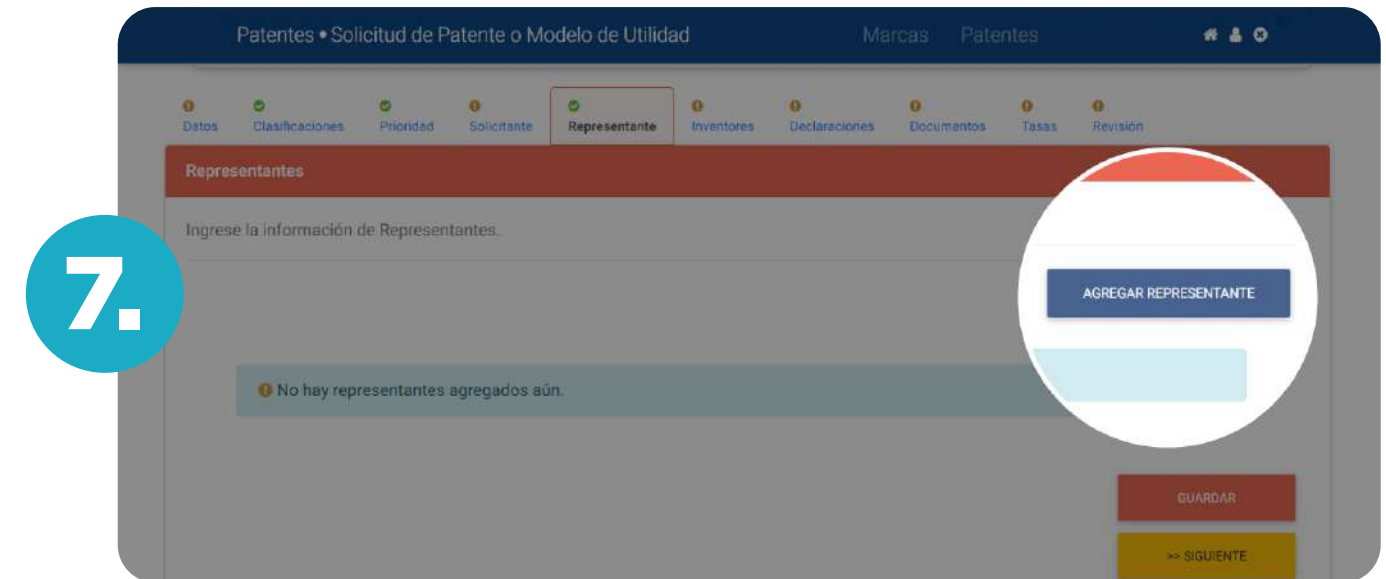 Patentes • Solicitud de Patente o Modelo de Utilidad Marcas Patentes
Datos Clasificaciones Prioridad Solicitante Representante Inventores Declaraciones Documentos Tasas Revisión
Representantes
Ingrese la información de Representantes.
7.
AGREGAR REPRESENTANTE
No hay representantes agregados aún.
GUARDAR
>> SIGUIENTE